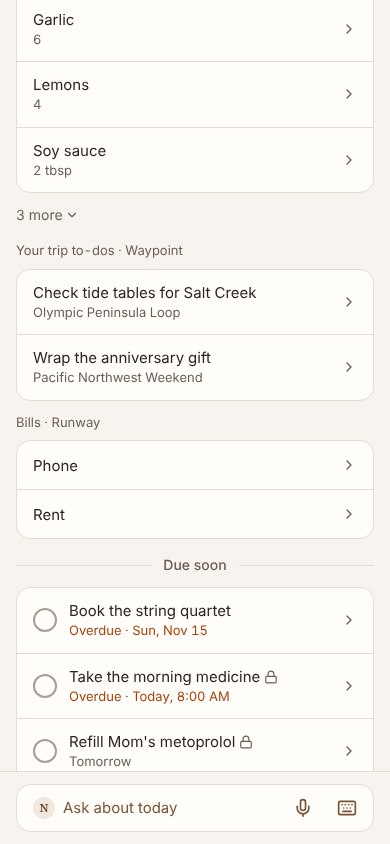 Garlic
6
Lemons
4
Soy sauce
2 tbsp
3 more
Your trip to-dos · Waypoint
Check tide tables for Salt Creek
Olympic Peninsula Loop
Wrap the anniversary gift
Pacific Northwest Weekend
Bills · Runway
Phone
Rent
Due soon
Book the string quartet
Overdue · Sun, Nov 15
Take the morning medicine
Overdue · Today, 8:00 AM
Refill Mom's metoprolol
Tomorrow
N Ask about today